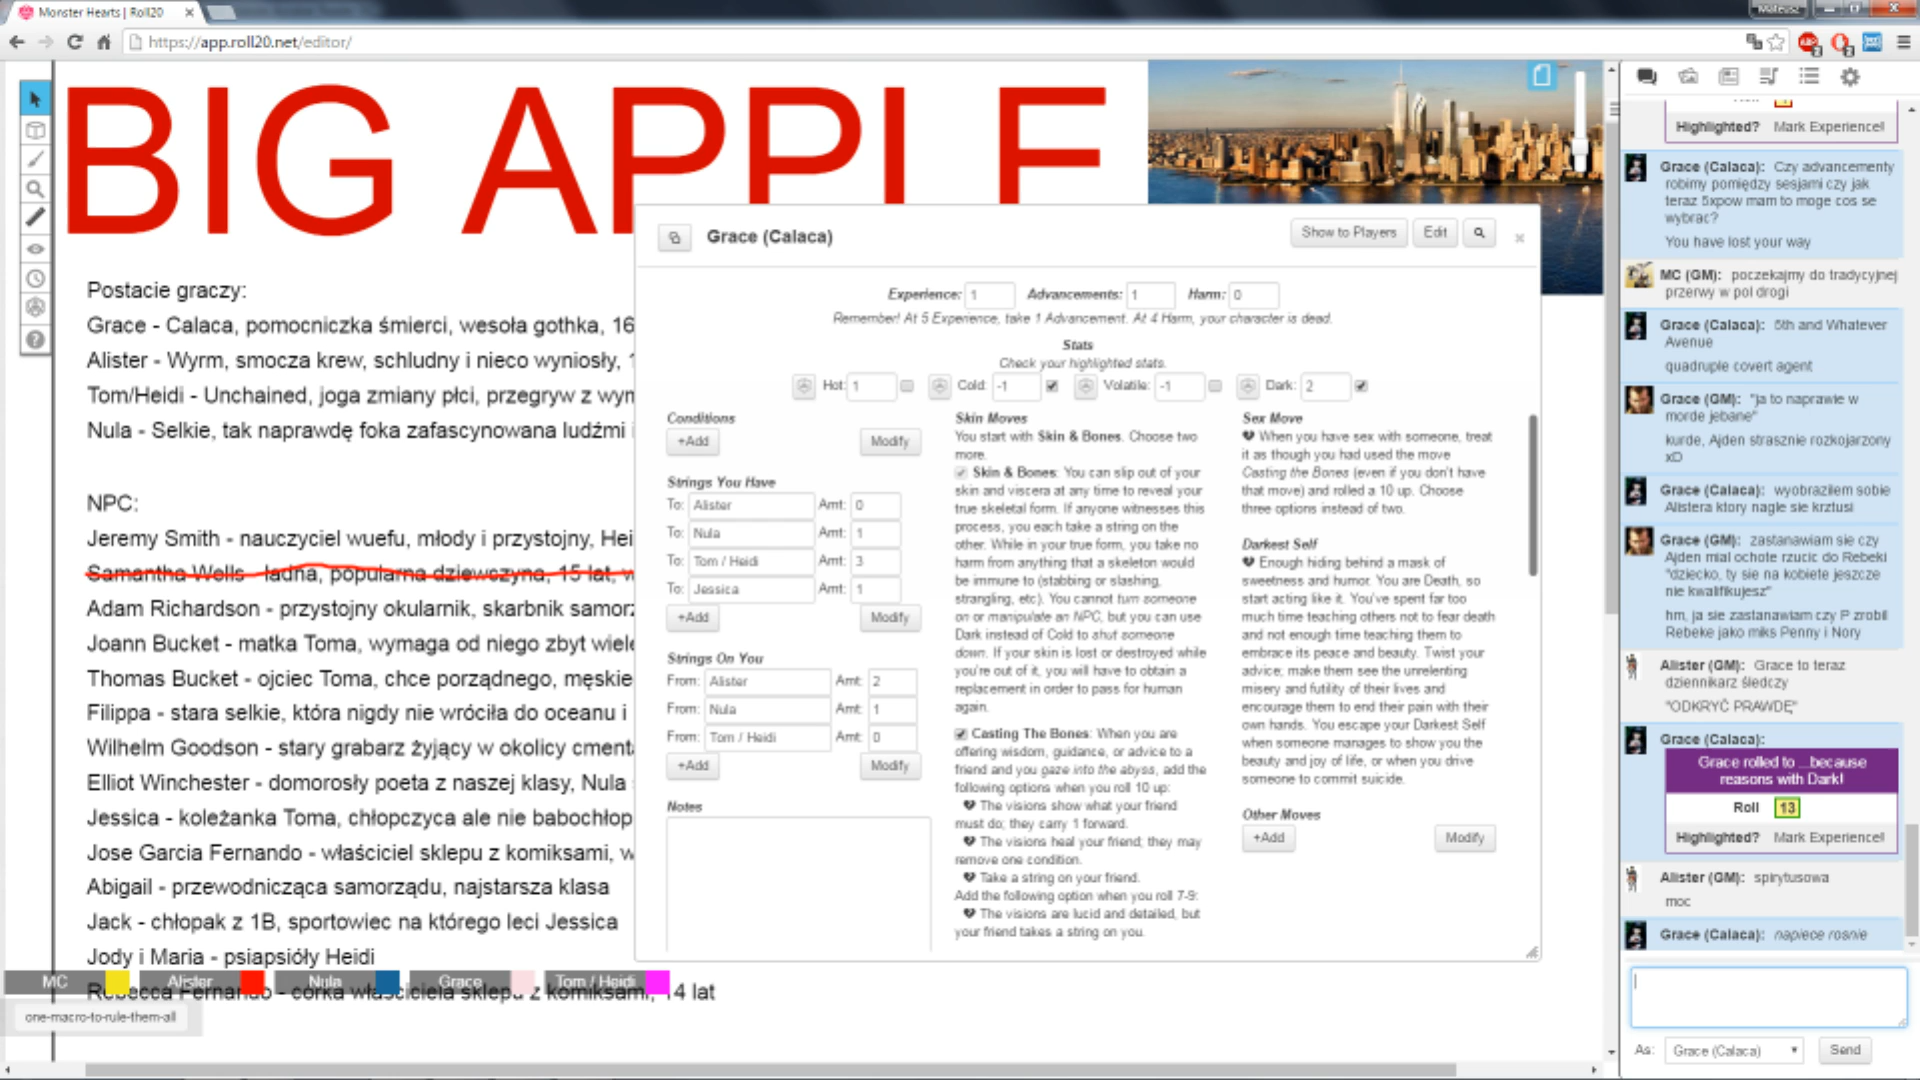 Monster Hearts | Roll20
Mateusz
https://app.roll20.net/editor/
BIG APPLE
Postacie graczy:
Grace - Calaca, pomocniczka śmierci, wesoła gothka, 16
Alister - Wyrm, smocza krew, schludny i nieco wyniosły, 1
Tom/Heidi - Unchained, joga zmiany płci, przegryw z wyr
Nula - Selkie, tak naprawdę foka zafascynowana ludźmi i
NPC:
Jeremy Smith - nauczyciel wuefu, młody i przystojny, Hei
Samantha Wells - ładna, popularna dziewczyna, 15 lat, w
Adam Richardson - przystojny okularnik, skarbnik samorz
Joann Bucket - matka Toma, wymaga od niego zbyt wiele
Thomas Bucket - ojciec Toma, chce porządnego, męskie
Filippa - stara selkie, która nigdy nie wróciła do oceanu i
Wilhelm Goodson - stary grabarz żyjący w okolicy cmenta
Elliot Winchester - domorosły poeta z naszej klasy, Nula
Jessica - koleżanka Toma, chłopczyca ale nie babochłop
Jose Garcia Fernando - właściciel sklepu z komiksami, w
Abigail - przewodnicząca samorządu, najstarsza klasa
Jack - chłopak z 1B, sportowiec na którego leci Jessica
Jody i Maria - psiapsióły Heidi
Rebecca Fernando - córka właściciela sklepu z komiksami, 14 lat
MC Alister Nula Grace Tom / Heidi
one-macro-to-rule-them-all
Grace (Calaca)
Show to Players Edit
Experience: 1 Advancements: 1 Harm: 0
Remember! At 5 Experience, take 1 Advancement. At 4 Harm, your character is dead.
Stats
Check your highlighted stats.
Hot: 1 Cold: -1 Volatile: -1 Dark: 2
Conditions
+Add Modify
Strings You Have
To: Alister Amt: 0
To: Nula Amt: 1
To: Tom / Heidi Amt: 3
To: Jessica Amt: 1
+Add Modify
Strings On You
From: Alister Amt: 2
From: Nula Amt: 1
From: Tom / Heidi Amt: 0
+Add Modify
Notes
Skin Moves
You start with Skin & Bones. Choose two
more.
Skin & Bones: You can slip out of your
skin and viscera at any time to reveal your
true skeletal form. If anyone witnesses this
process, you each take a string on the
other. While in your true form, you take no
harm from anything that a skeleton would
be immune to (stabbing or slashing,
strangling, etc). You cannot turn someone
on or manipulate an NPC, but you can use
Dark instead of Cold to shut someone
down. If your skin is lost or destroyed while
you're out of it, you will have to obtain a
replacement in order to pass for human
again.
Casting The Bones: When you are
offering wisdom, guidance, or advice to a
friend and you gaze into the abyss, add the
following options when you roll 10 up:
The visions show what your friend
must do; they carry 1 forward.
The visions heal your friend; they may
remove one condition.
Take a string on your friend.
Add the following option when you roll 7-9:
The visions are lucid and detailed, but
your friend takes a string on you.
Sex Move
When you have sex with someone, treat
it as though you had used the move
Casting the Bones (even if you don't have
that move) and rolled a 10 up. Choose
three options instead of two.
Darkest Self
Enough hiding behind a mask of
sweetness and humor. You are Death, so
start acting like it. You've spent far too
much time teaching others not to fear death
and not enough time teaching them to
embrace its peace and beauty. Twist your
advice; make them see the unrelenting
misery and futility of their lives and
encourage them to end their pain with their
own hands. You escape your Darkest Self
when someone manages to show you the
beauty and joy of life, or when you drive
someone to commit suicide.
Other Moves
+Add Modify
Highlighted? Mark Experience!
Grace (Calaca): Czy advancementy
robimy pomiędzy sesjami czy jak
teraz 5xpow mam to moge cos se
wybrac?
You have lost your way
MC (GM): poczekajmy do tradycyjnej
przerwy w pol drogi
Grace (Calaca): 5th and Whatever
Avenue
quadruple covert agent
Grace (GM): "ja to naprawie w
morde jebane"
kurde, Ajden strasznie rozkojarzony
xD
Grace (Calaca): wyobraziłem sobie
Alistera ktory nagle sie krztusi
Grace (GM): zastanawiam sie czy
Ajden mial ochote rzucic do Rebeki
"dziecko, ty sie na kobiete jeszcze
nie kwalifikujesz"
hm, ja sie zastanawiam czy P zrobil
Rebeke jako miks Penny i Nory
Alister (GM): Grace to teraz
dziennikarz śledczy
"ODKRYĆ PRAWDĘ"
Grace (Calaca):
Grace rolled to ...because
reasons with Dark!
Roll 13
Highlighted? Mark Experience!
Alister (GM): spirytusowa
moc
Grace (Calaca): napiece rosnie
As: Grace (Calaca) Send